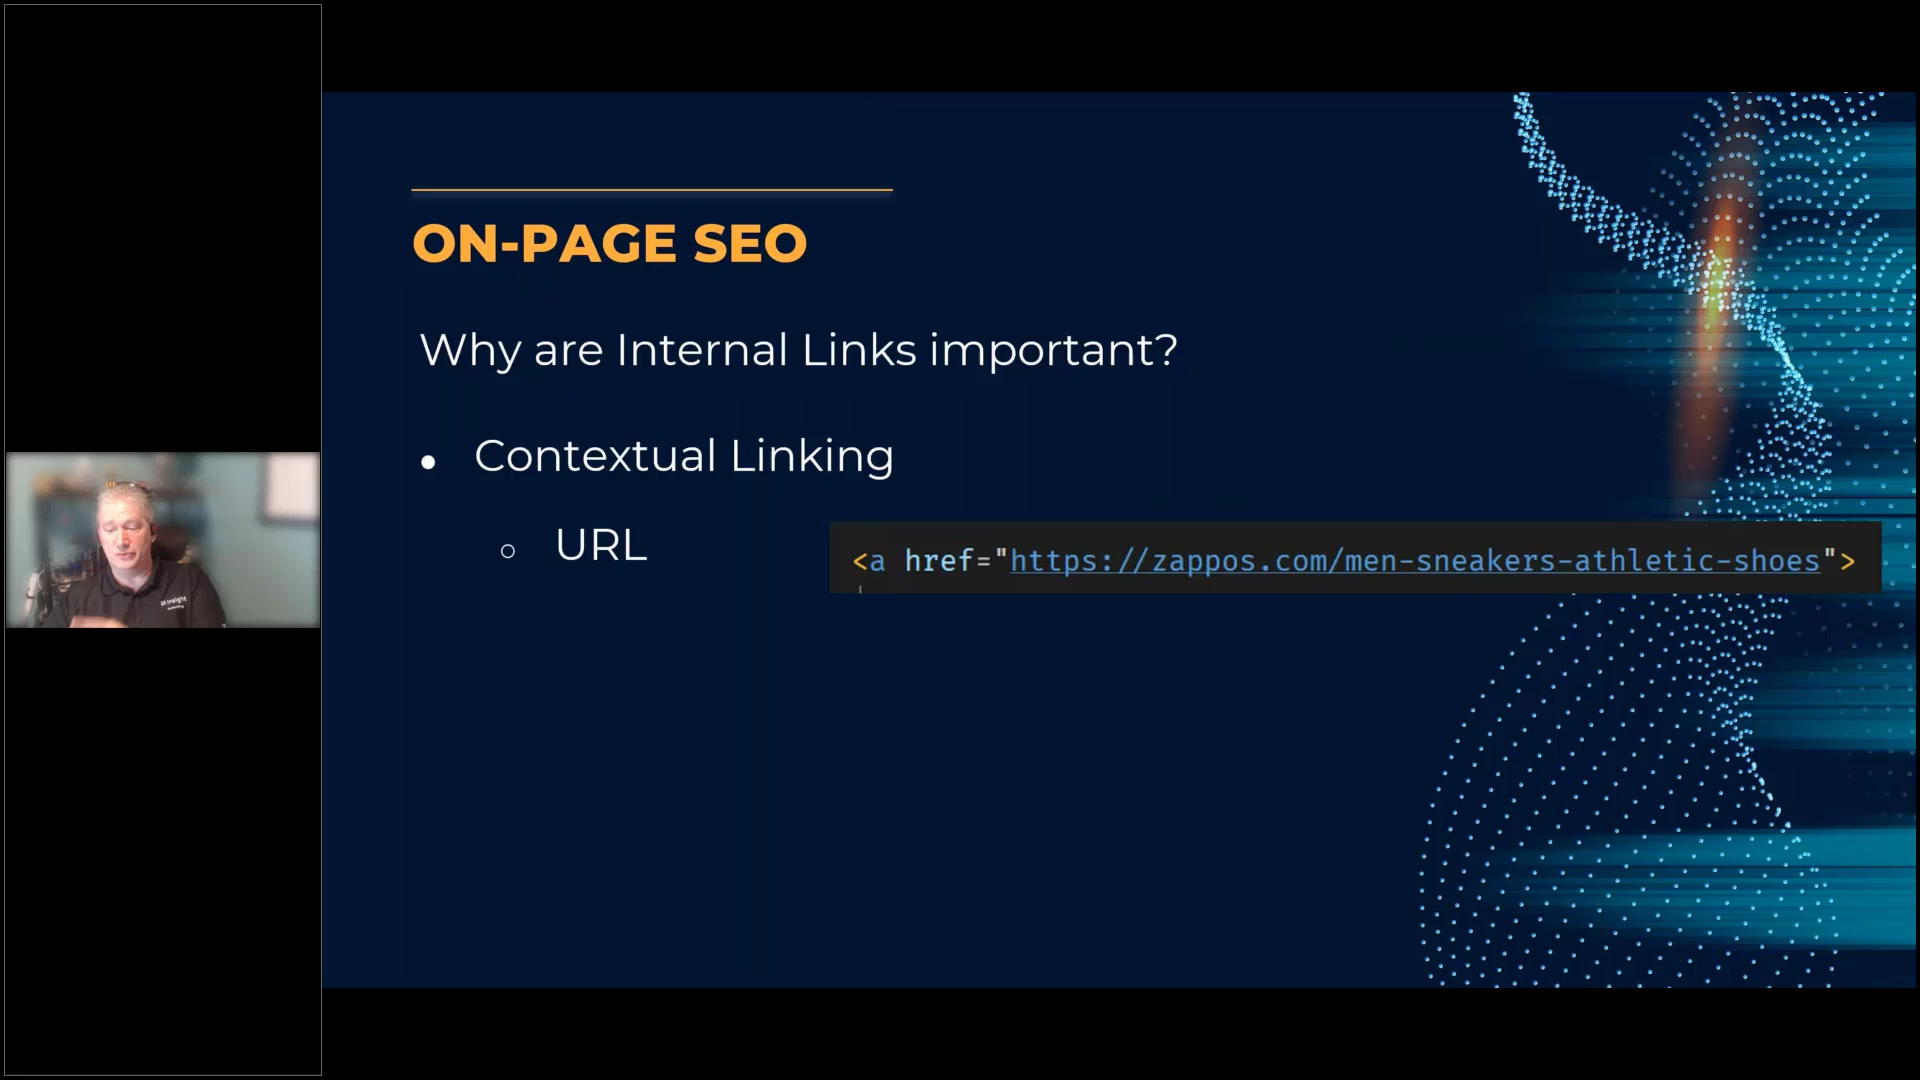 ON-PAGE SEO
Why are Internal Links important?
● Contextual Linking
○ URL
<a href="https://zappos.com/men-sneakers-athletic-shoes">